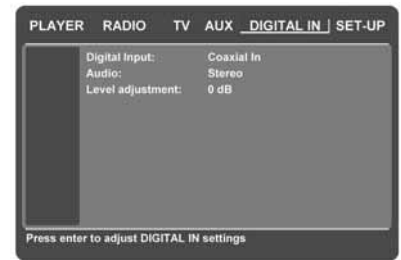 PLAYER RADIO TV AUX DIGITAL IN SET-UP
Digital Input: Coaxial In
Audio: Stereo
Level adjustment: 0 dB
Press enter to adjust DIGITAL IN settings